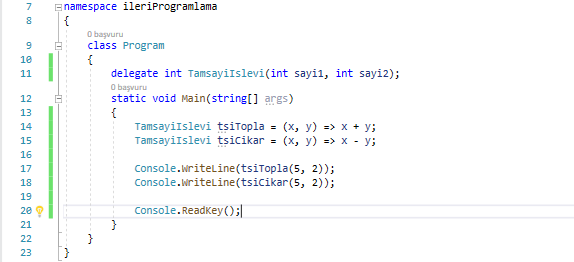 7 namespace ileriProgramlama
8 {
0 başvuru
9 class Program
10 {
11 delegate int TamsayiIslevi(int sayi1, int sayi2);
0 başvuru
12 static void Main(string[] args)
13 {
14 TamsayiIslevi tsiTopla = (x, y) => x + y;
15 TamsayiIslevi tsiCikar = (x, y) => x - y;
16
17 Console.WriteLine(tsiTopla(5, 2));
18 Console.WriteLine(tsiCikar(5, 2));
19
20 Console.ReadKey();
21 }
22 }
23 }